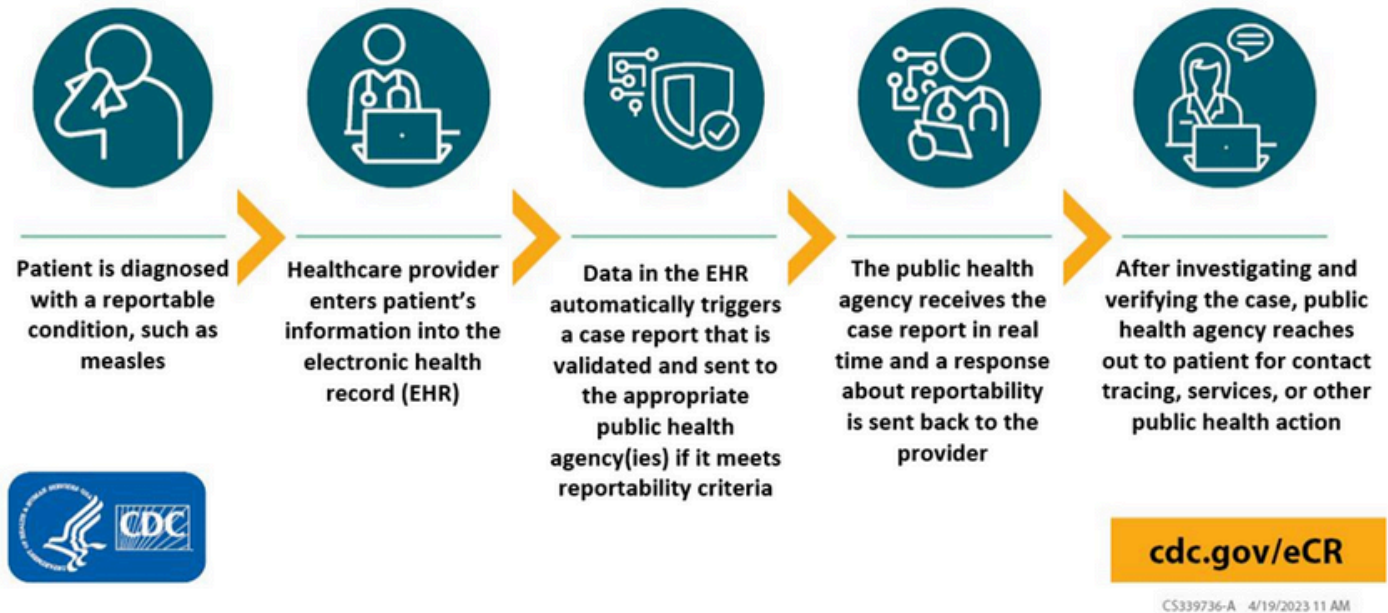 Patient is diagnosed
with a reportable
condition, such as
measles
Healthcare provider
enters patient's
information into the
electronic health
record (EHR)
Data in the EHR
automatically triggers
a case report that is
validated and sent to
the appropriate
public health
agency(ies) if it meets
reportability criteria
The public health
agency receives the
case report in real
time and a response
about reportability
is sent back to the
provider
After investigating and
verifying the case, public
health agency reaches
out to patient for contact
tracing, services, or other
public health action
CDC
cdc.gov/eCR
CS339736-A 4/19/2023 11 AM